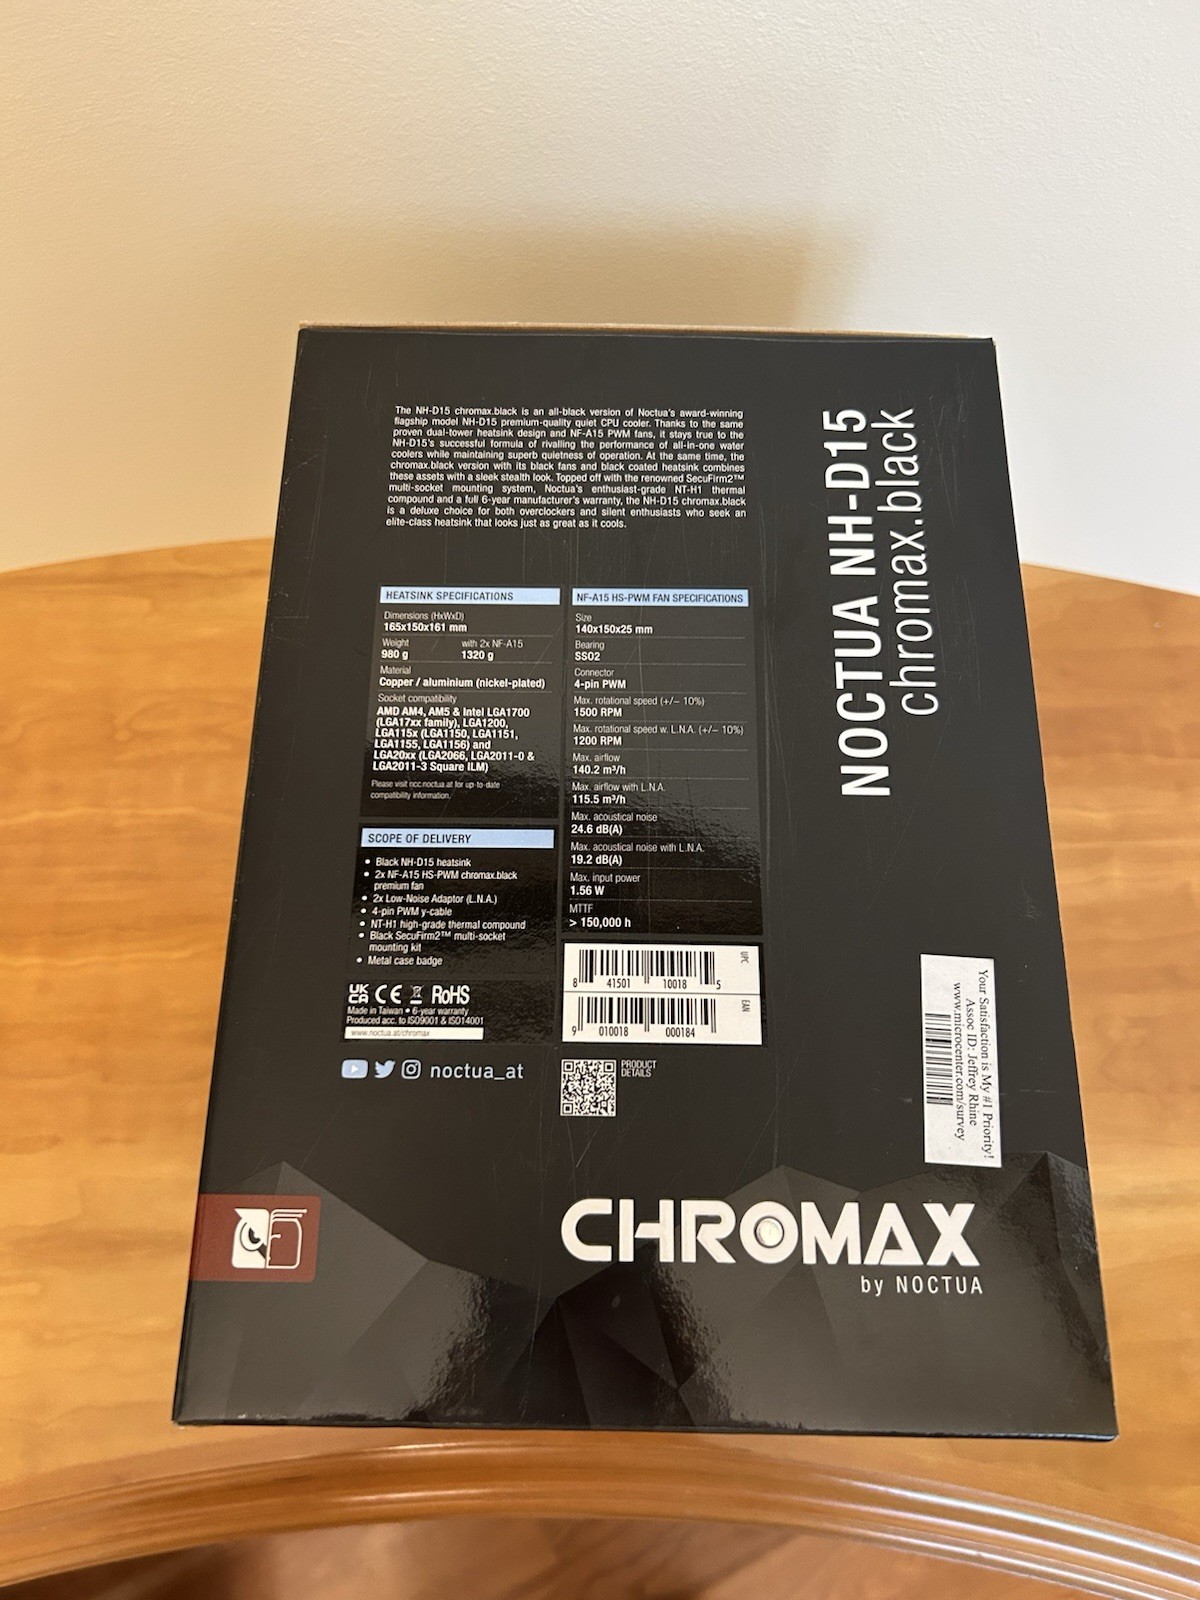 The NH-D15 chromax.black is an all-black version of Noctua's award-winning
flagship model NH-D15 premium-quality quiet CPU cooler. Thanks to the same
proven dual-tower heatsink design and NF-A15 PWM fans, it stays true to the
NH-D15's successful formula of rivalling the performance of all-in-one water
coolers while maintaining superb quietness of operation. At the same time, the
chromax.black version with its black fans and black coated heatsink combines
these assets with a sleek stealth look. Topped off with the renowned SecuFirm2™
multi-socket mounting system, Noctua's enthusiast-grade NT-H1 thermal
compound and a full 6-year manufacturer's warranty, the NH-D15 chromax.black
is a deluxe choice for both overclockers and silent enthusiasts who seek an
elite-class heatsink that looks just as great as it cools.
NOCTUA NH-D15
chromax.black
HEATSINK SPECIFICATIONS
Dimensions (HxWxD)
165x150x161 mm
Weight with 2x NF-A15
980 g 1320 g
Material
Copper / aluminium (nickel-plated)
Socket compatibility
AMD AM4, AM5 & Intel LGA1700
(LGA17xx family), LGA1200,
LGA115x (LGA1150, LGA1151,
LGA1155, LGA1156) and
LGA20xx (LGA2066, LGA2011-0 &
LGA2011-3 Square ILM)
Please visit ncc.noctua.at for up-to-date
compatibility information.
SCOPE OF DELIVERY
• Black NH-D15 heatsink
• 2x NF-A15 HS-PWM chromax.black
premium fan
• 2x Low-Noise Adaptor (L.N.A.)
• 4-pin PWM y-cable
• NT-H1 high-grade thermal compound
• Black SecuFirm2™ multi-socket
mounting kit
• Metal case badge
UK CA CE RoHS
Made in Taiwan • 6-year warranty
Produced acc. to ISO9001 & ISO14001
www.noctua.at/chromax
noctua_at
NF-A15 HS-PWM FAN SPECIFICATIONS
Size
140x150x25 mm
Bearing
SSO2
Connector
4-pin PWM
Max. rotational speed (+/− 10%)
1500 RPM
Max. rotational speed w. L.N.A. (+/− 10%)
1200 RPM
Max. airflow
140.2 m³/h
Max. airflow with L.N.A.
115.5 m³/h
Max. acoustical noise
24.6 dB(A)
Max. acoustical noise with L.N.A.
19.2 dB(A)
Max. input power
1.56 W
MTTF
> 150,000 h
UPC
8 41501 10018 5
EAN
9 010018 000184
PRODUCT
DETAILS
Your Satisfaction is My #1 Priority!
Assoc ID: Jeffrey Rhine
www.microcenter.com/survey
CHROMAX
by NOCTUA